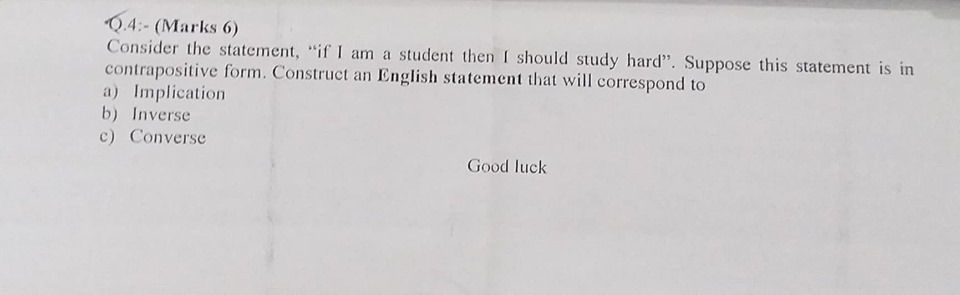 Q.4:- (Marks 6)
Consider the statement, "if I am a student then I should study hard". Suppose this statement is in
contrapositive form. Construct an English statement that will correspond to
a) Implication
b) Inverse
c) Converse
Good luck